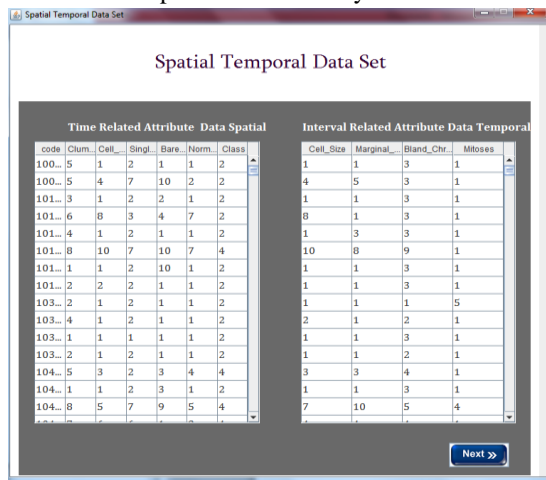 Spatial Temporal Data Set
Spatial Temporal Data Set
Time Related Attribute Data Spatial
code Clum... Cell_... Singl... Bare... Norm... Class
100... 5 1 2 1 1 2
100... 5 4 7 10 2 2
101... 3 1 2 2 1 2
101... 6 8 3 4 7 2
101... 4 1 2 1 1 2
101... 8 10 7 10 7 4
101... 1 1 2 10 1 2
101... 2 2 2 1 1 2
103... 2 1 2 1 1 2
103... 4 1 2 1 1 2
103... 1 1 1 1 1 2
103... 2 1 2 1 1 2
104... 5 3 2 3 4 4
104... 1 1 2 3 1 2
104... 8 5 7 9 5 4
Interval Related Attribute Data Temporal
Cell_Size Marginal_... Bland_Chr... Mitoses
1 1 3 1
4 5 3 1
1 1 3 1
8 1 3 1
1 3 3 1
10 8 9 1
1 1 3 1
1 1 3 1
1 1 1 5
2 1 2 1
1 1 3 1
1 1 2 1
3 3 4 1
1 1 3 1
7 10 5 4
Next »